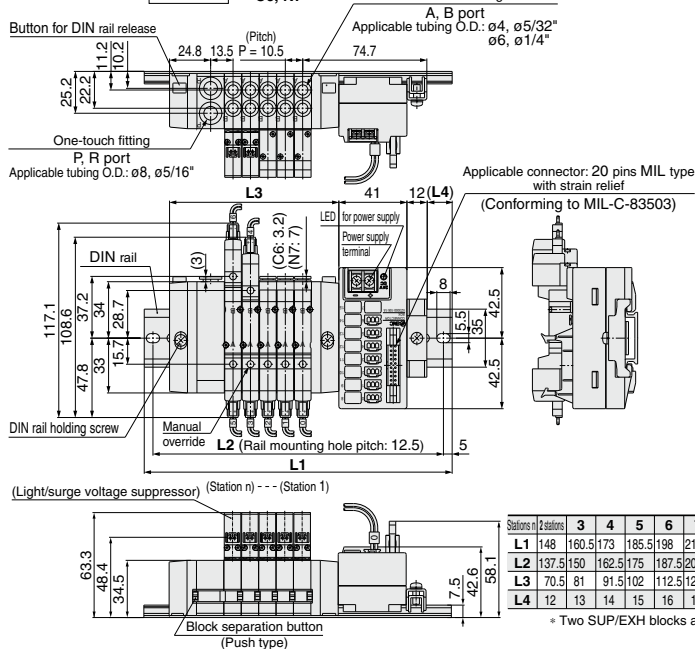 A, B port
Applicable tubing O.D.: ø4, ø5/32"
ø6, ø1/4"
Button for DIN rail release
11.2
10.2
24.8
13.5
(Pitch)
P = 10.5
74.7
25.2
22.2
One-touch fitting
P, R port
Applicable tubing O.D.: ø8, ø5/16"
Applicable connector: 20 pins MIL type
with strain relief
(Conforming to MIL-C-83503)
L3
41
12
(L4)
LED for power supply
Power supply
terminal
(3)
(C6: 3.2)
(N7: 7)
DIN rail
117.1
108.6
37.2
34
28.7
15.7
47.8
33
8
5.5
35
42.5
42.5
DIN rail holding screw
Manual
override
L2 (Rail mounting hole pitch: 12.5)
5
L1
(Light/surge voltage suppressor)
(Station n) - - - (Station 1)
63.3
48.4
34.5
7.5
42.6
58.1
Block separation button
(Push type)
Stations n 2 stations 3 4 5 6
L1 148 160.5 173 185.5 198
L2 137.5 150 162.5 175 187.5
L3 70.5 81 91.5 102 112.5
L4 12 13 14 15 16
* Two SUP/EXH blocks